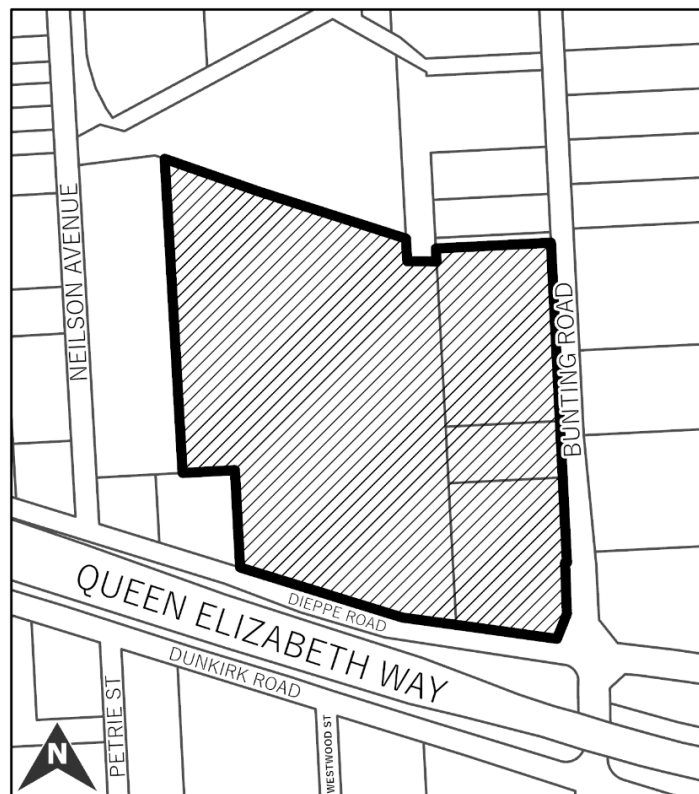 NEILSON AVENUE
BUNTING ROAD
DIEPPE ROAD
QUEEN ELIZABETH WAY
DUNKIRK ROAD
PETRIE ST
WESTWOOD ST
N